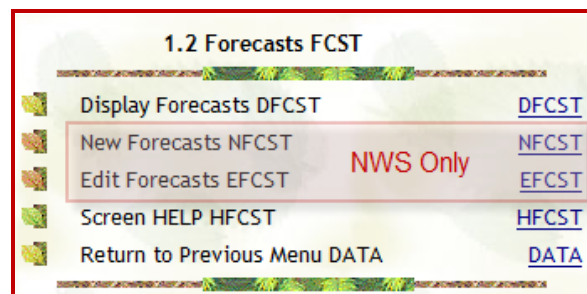 1.2 Forecasts FCST
Display Forecasts DFCST DFCST
New Forecasts NFCST NFCST
NWS Only
Edit Forecasts EFCST EFCST
Screen HELP HFCST HFCST
Return to Previous Menu DATA DATA